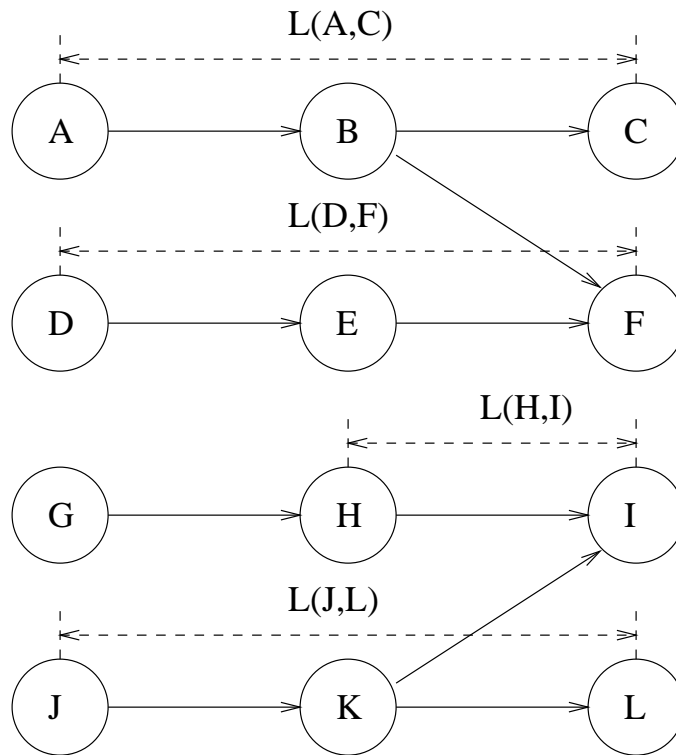 L(A,C)
A B C
L(D,F)
D E F
L(H,I)
G H I
L(J,L)
J K L